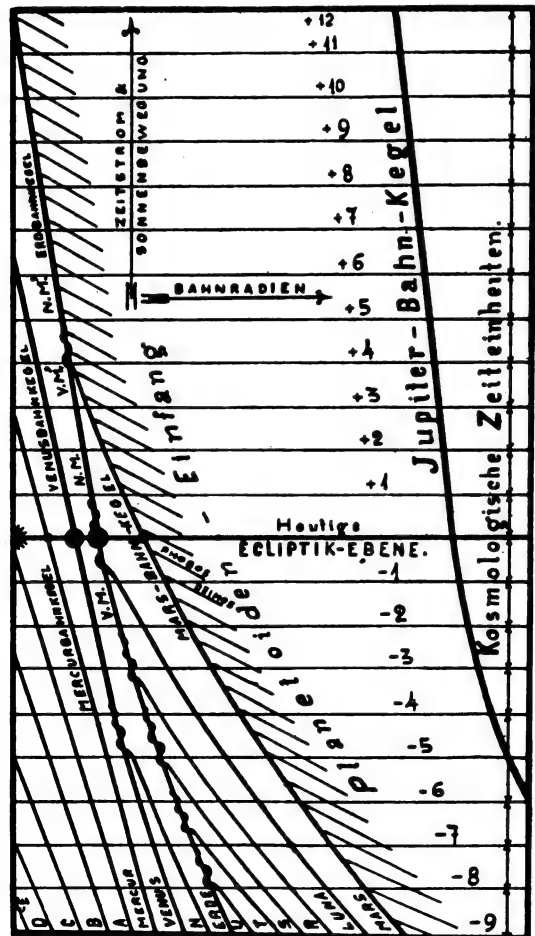 +12
+11
+10
+9
+8
+7
+6
+5
+4
+3
+2
+1
-1
-2
-3
-4
-5
-6
-7
-8
-9
ZEITSTROM &
SONNENBEWEGUNG
BAHNRADIEN
ERDBAHNKEGEL
VENUSBAHNKEGEL
MERCURBAHNKEGEL
MARS-BAHN-KEGEL
N.M.
V.M.
N.M.
V.M.
Jupiter-Bahn-Kegel
Kosmologische Zeiteinheiten.
Heutige
ECLIPTIK-EBENE.
PHOBOS
DEIMOS
Planetoiden - Einfang
D
C
B
A
MERCUR
VENUS
N
ERDE
U
T
S
R
LUNA
MARS